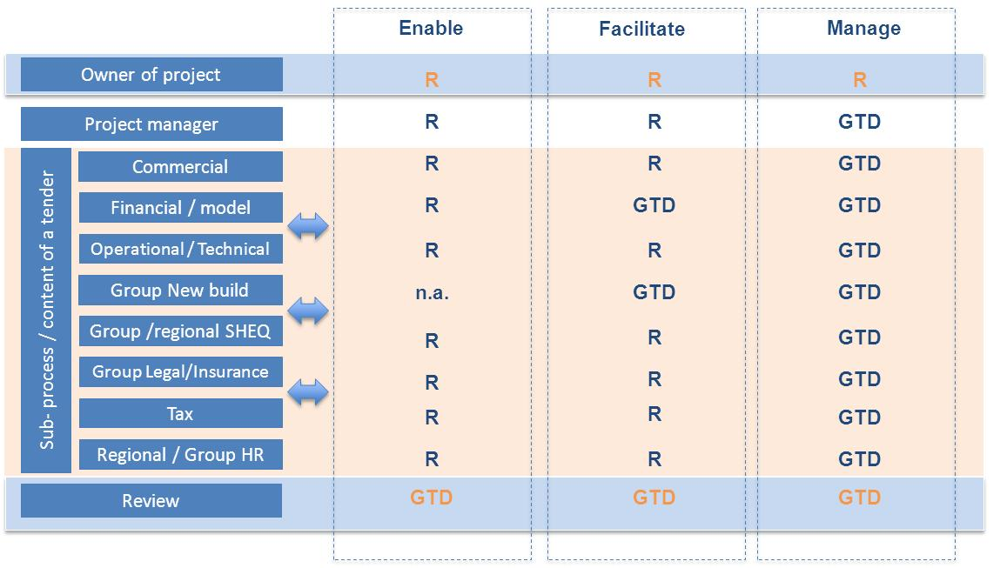 Enable Facilitate Manage
Owner of project R R R
Project manager R R GTD
Sub- process / content of a tender
Commercial R R GTD
Financial / model R GTD GTD
Operational / Technical R R GTD
Group New build n.a. GTD GTD
Group /regional SHEQ R R GTD
Group Legal/Insurance R R GTD
Tax R R GTD
Regional / Group HR R R GTD
Review GTD GTD GTD